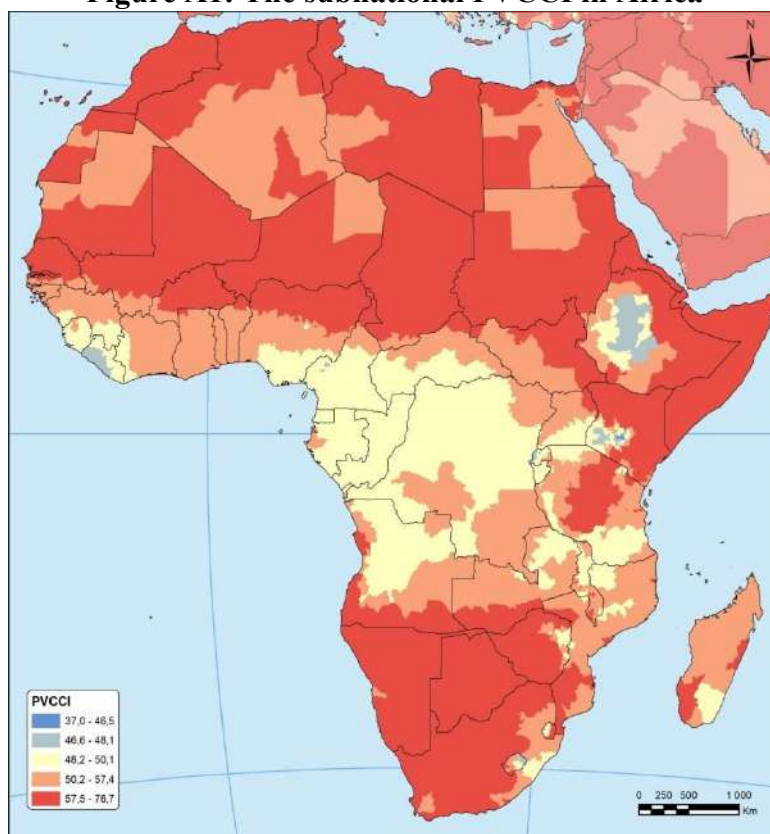 Figure A1: The subnational PVCCI in Africa
N
PVCCI
37,0 - 46,5
46,6 - 48,1
48,2 - 50,1
50,2 - 57,4
57,5 - 76,7
0 250 500 1 000
Km